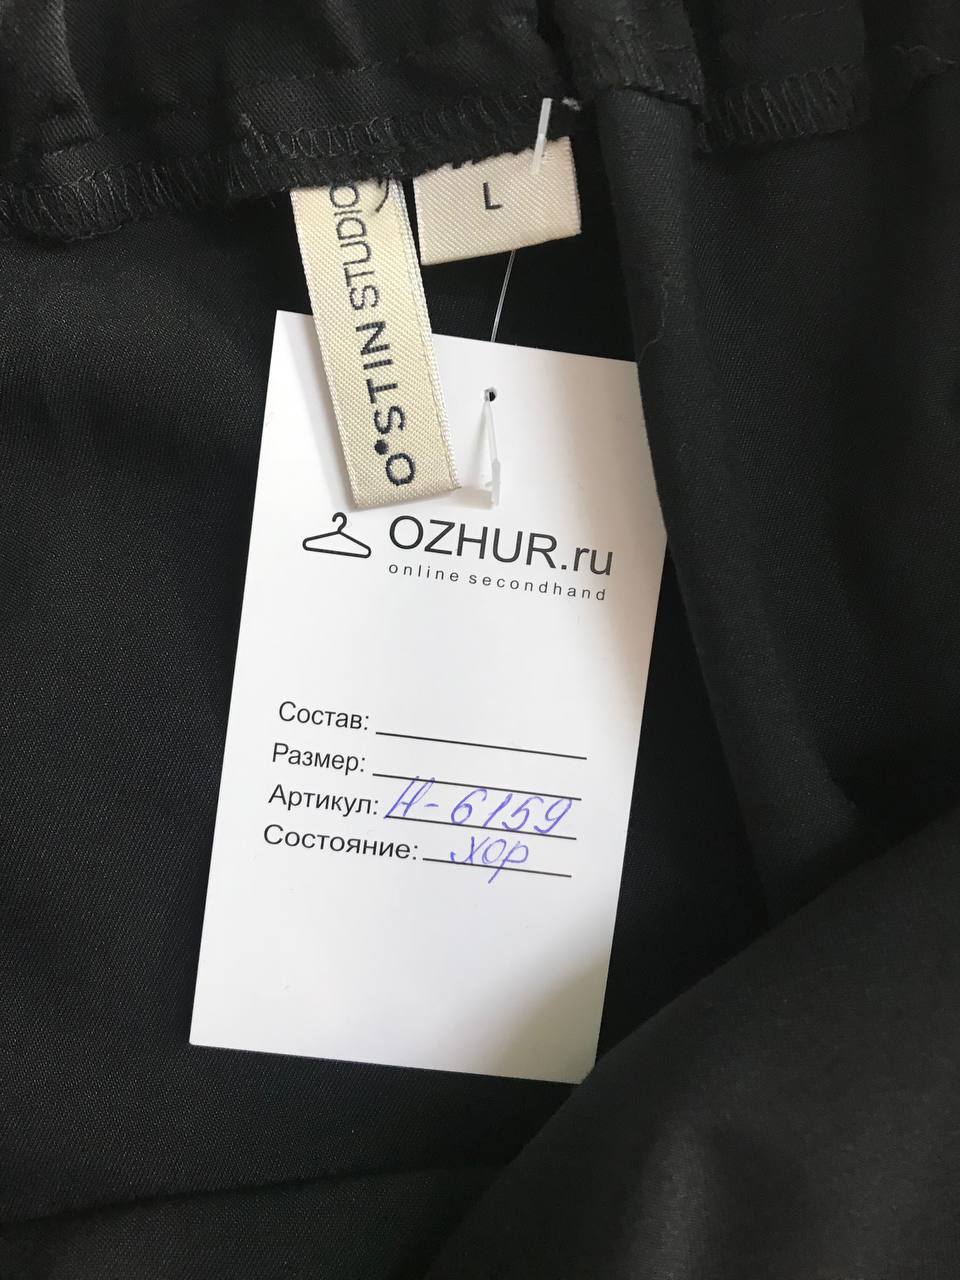 L
O'STIN STUDIO
OZHUR.ru
online secondhand
Состав:
Размер:
Артикул: Н-6159
Состояние: хор